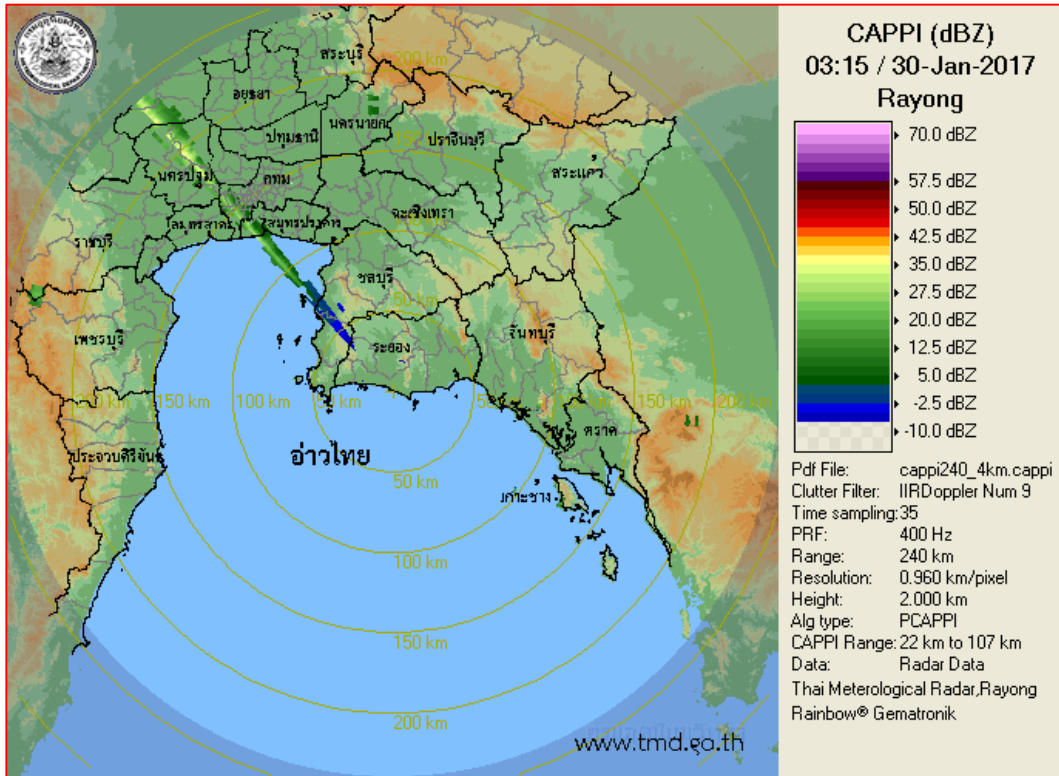 CAPPI (dBZ)
03:15 / 30-Jan-2017
Rayong
70.0 dBZ
57.5 dBZ
50.0 dBZ
42.5 dBZ
35.0 dBZ
27.5 dBZ
20.0 dBZ
12.5 dBZ
5.0 dBZ
-2.5 dBZ
-10.0 dBZ
Pdf File: cappi240_4km.cappi
Clutter Filter: IIRDoppler Num 9
Time sampling:35
PRF: 400 Hz
Range: 240 km
Resolution: 0.960 km/pixel
Height: 2.000 km
Alg type: PCAPPI
CAPPI Range: 22 km to 107 km
Data: Radar Data
Thai Meterological Radar,Rayong
Rainbow® Gematronik
สระบุรี
200 km
อยุธยา
นครนายก
ปทุมธานี
ปราจีนบุรี
สระแก้ว
นครปฐม
กทม
ฉะเชิงเทรา
สมุทรปราการ
ราชบุรี
ชลบุรี
เพชรบุรี
ระยอง
จันทบุรี
150 km
100 km
50 km
150 km
200 km
ตราด
ประจวบคีรีขันธ์
อ่าวไทย
50 km
เกาะช้าง
100 km
150 km
200 km
www.tmd.go.th